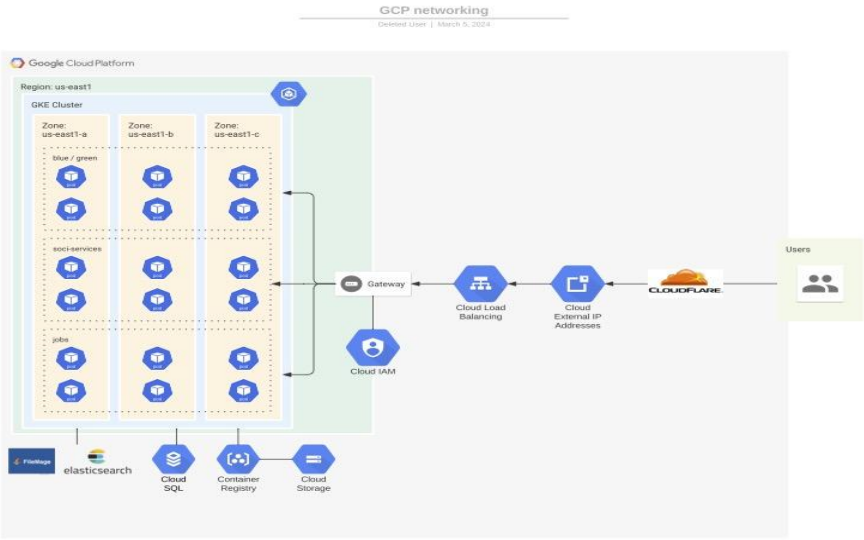 GCP networking
Deleted User | March 5, 2024
Google Cloud Platform
Region: us-east1
GKE Cluster
Zone:
us-east1-a
Zone:
us-east1-b
Zone:
us-east1-c
blue / green
pod
pod
pod
pod
pod
pod
soci-services
pod
pod
pod
pod
pod
pod
jobs
pod
pod
pod
pod
pod
pod
Gateway
Cloud IAM
Cloud Load
Balancing
Cloud
External IP
Addresses
CLOUDFLARE
Users
FileMage
elasticsearch
Cloud
SQL
Container
Registry
Cloud
Storage